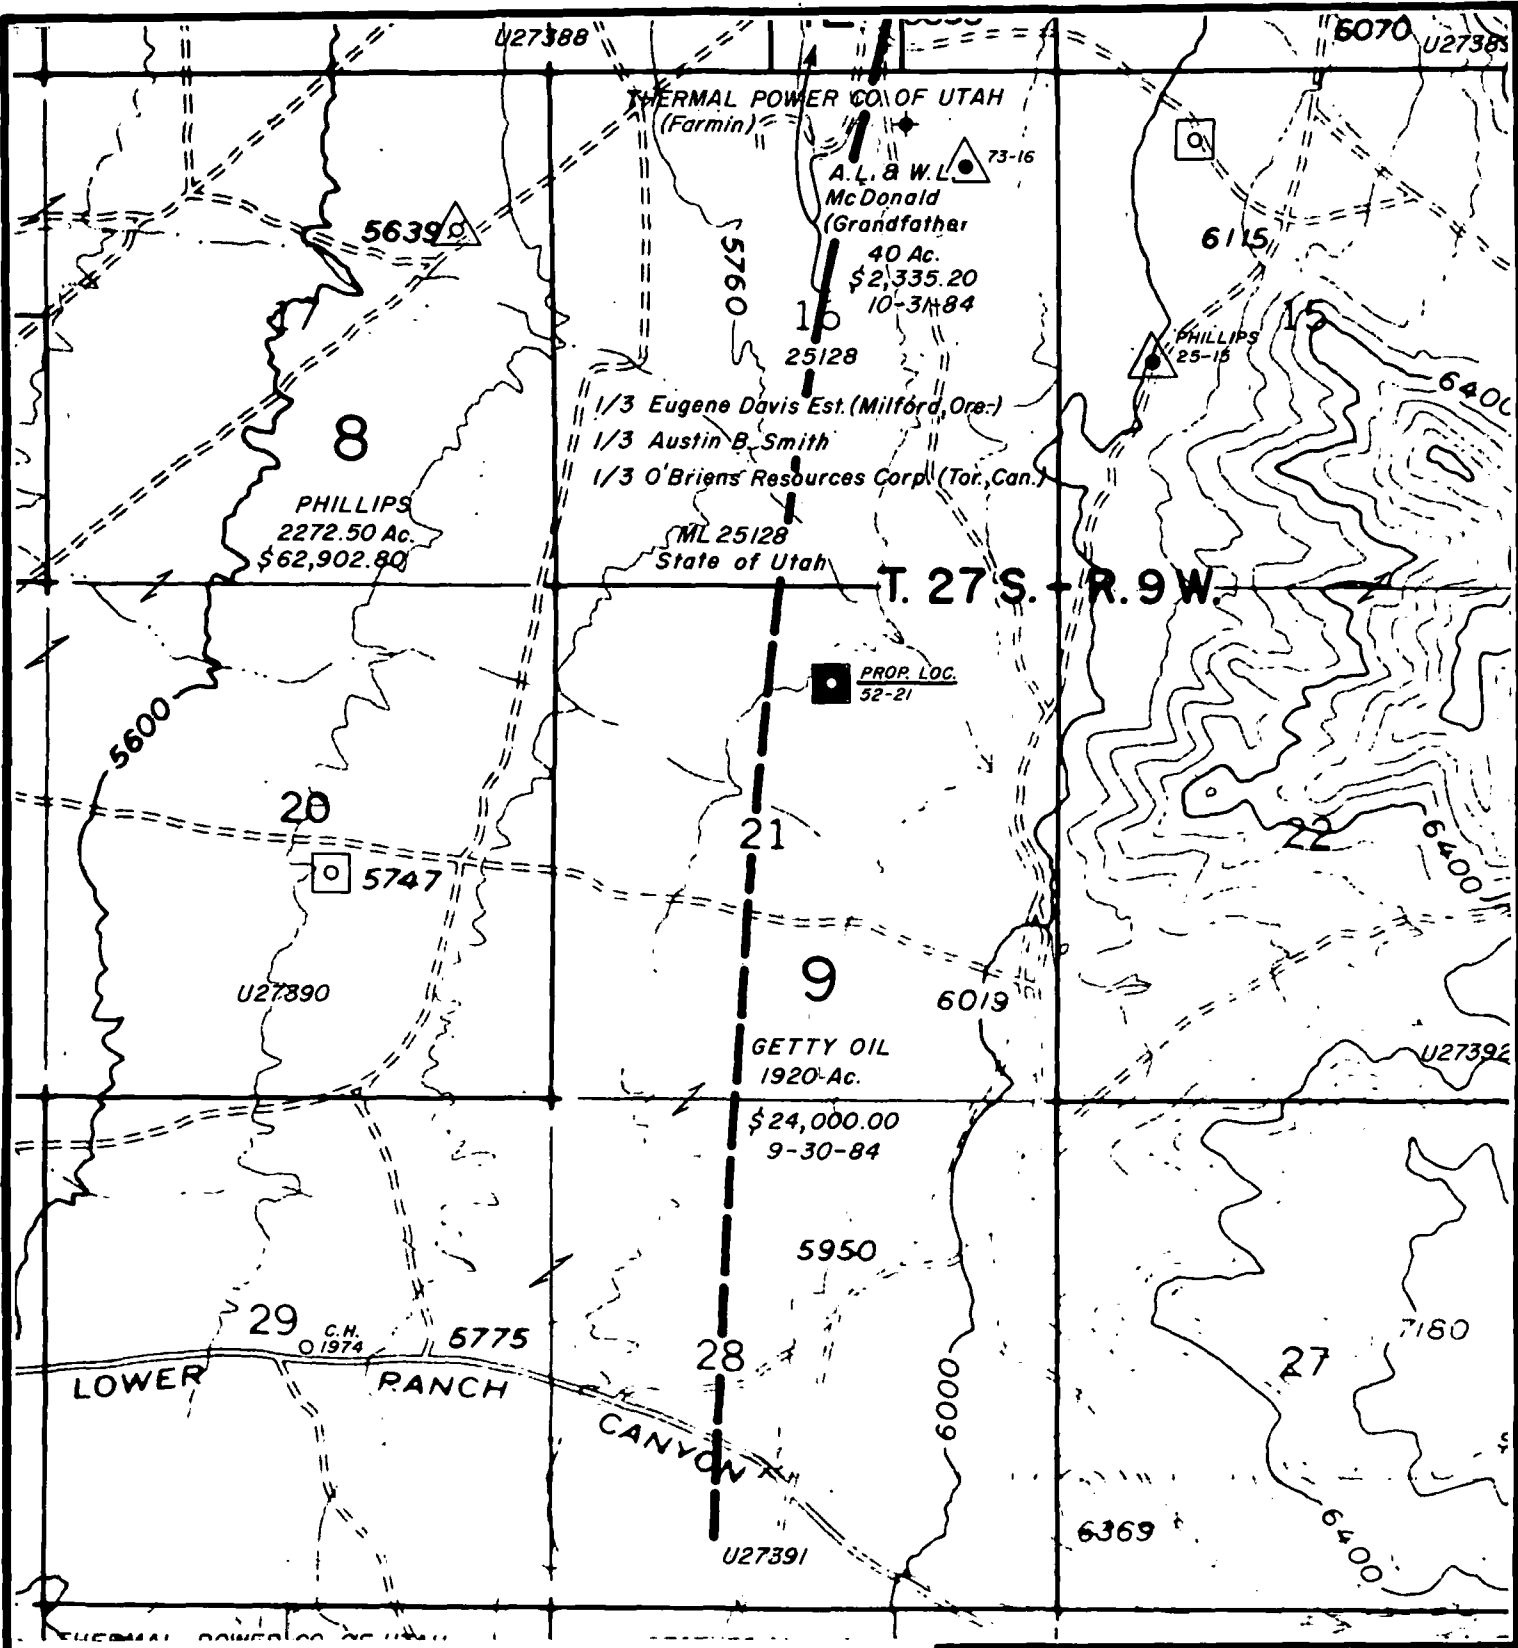 U27388
6070
THERMAL POWER CO. OF UTAH
(Farmin)
73-16
A.L. & W.L.
McDonald
(Grandfather
40 Ac.
$2,335.20
10-31-84
5639
5760
6115
16
15
25128
PHILLIPS
25-15
6400
1/3 Eugene Davis Est. (Milford, Ore.)
1/3 Austin B. Smith
1/3 O'Briens Resources Corp. (Tor., Can.)
8
PHILLIPS
2272.50 Ac.
$62,902.80
ML 25128
State of Utah
T. 27 S. - R. 9 W.
PROP. LOC.
52-21
5600
20
21
22
6400
5747
9
U27390
6019
GETTY OIL
1920 Ac.
U27392
$24,000.00
9-30-84
5950
29
C.H.
1974
5775
28
27
7180
LOWER RANCH CANYON
6000
6369
6400
U27391
THERMAL POWER CO. OF UTAH